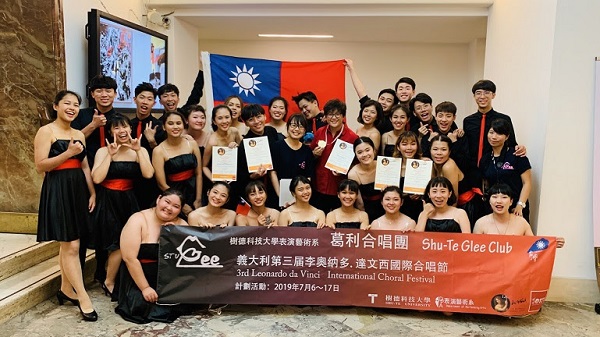 STU Glee
樹德科技大學表演藝術系 葛利合唱團 Shu-Te Glee Club
義大利第三屆李奧納多．達文西國際合唱節
3rd Leonardo da Vinci International Choral Festival
計劃活動：2019年7月6～17日
樹德科技大學
SHU-TE UNIVERSITY
表演藝術系